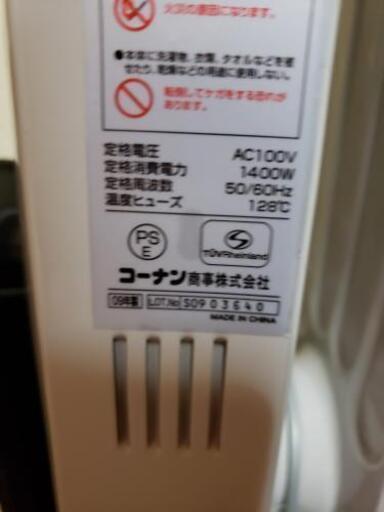 火災の原因になります。
●本体に洗濯物、衣類、タオルなどを被
せたり、乾燥などの用途に使用しない。
転倒してケガをする恐れが
あります。
定格電圧 AC100V
定格消費電力 1400W
定格周波数 50/60Hz
温度ヒューズ 128℃
PS
E
TÜVRheinland
コーナン商事株式会社
09年製 LOT.No S0903640
MADE IN CHINA